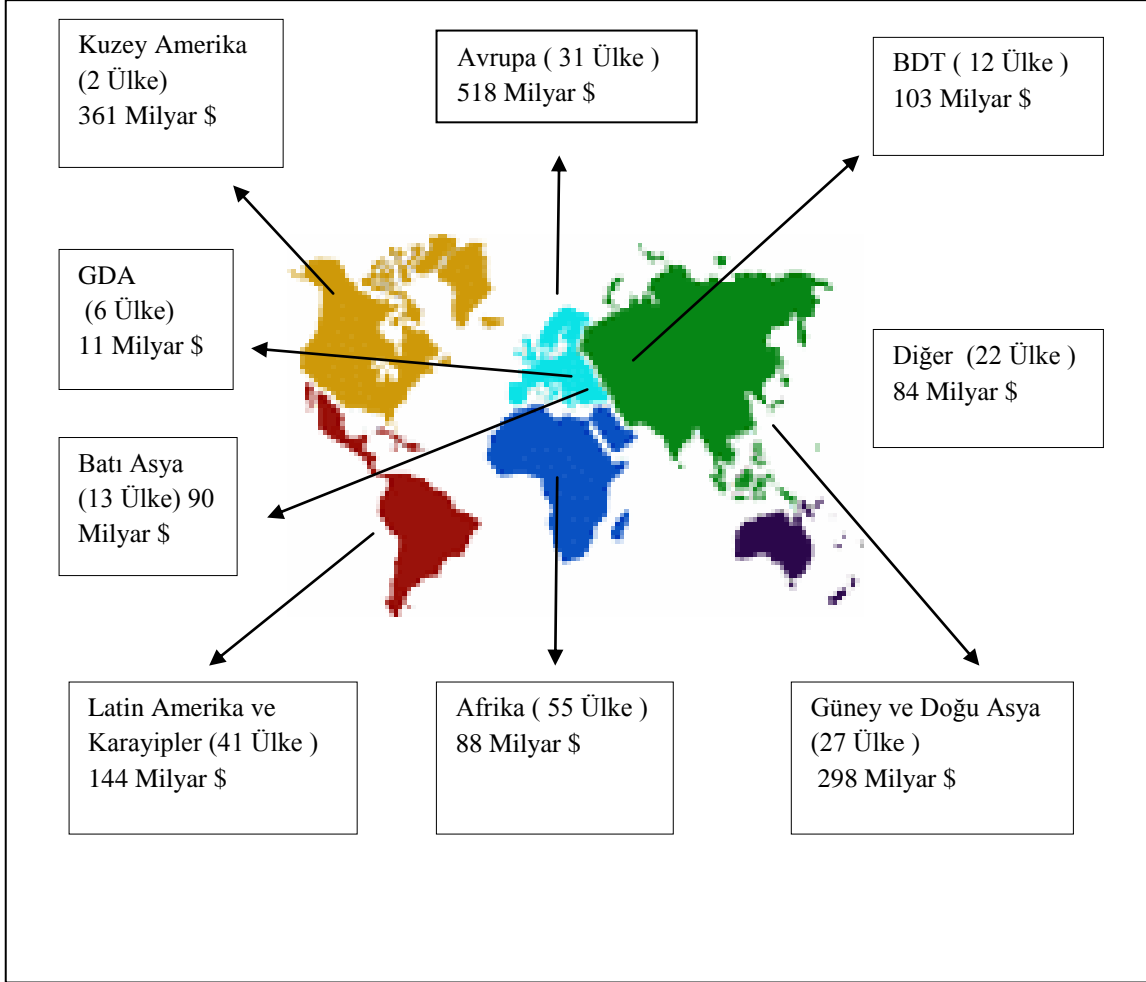 Kuzey Amerika
(2 Ülke)
361 Milyar $
Avrupa ( 31 Ülke )
518 Milyar $
BDT ( 12 Ülke )
103 Milyar $
GDA
(6 Ülke)
11 Milyar $
Diğer (22 Ülke )
84 Milyar $
Batı Asya
(13 Ülke) 90
Milyar $
Latin Amerika ve
Karayipler (41 Ülke )
144 Milyar $
Afrika ( 55 Ülke )
88 Milyar $
Güney ve Doğu Asya
(27 Ülke )
298 Milyar $